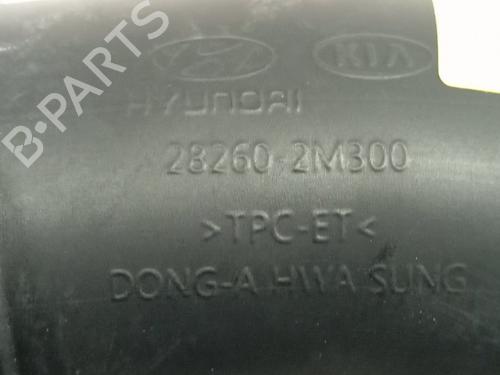 KIA
HYUNDAI
28260-2M300
>TPC-ET<
DONG-A HWA SUNG
B-PARTS